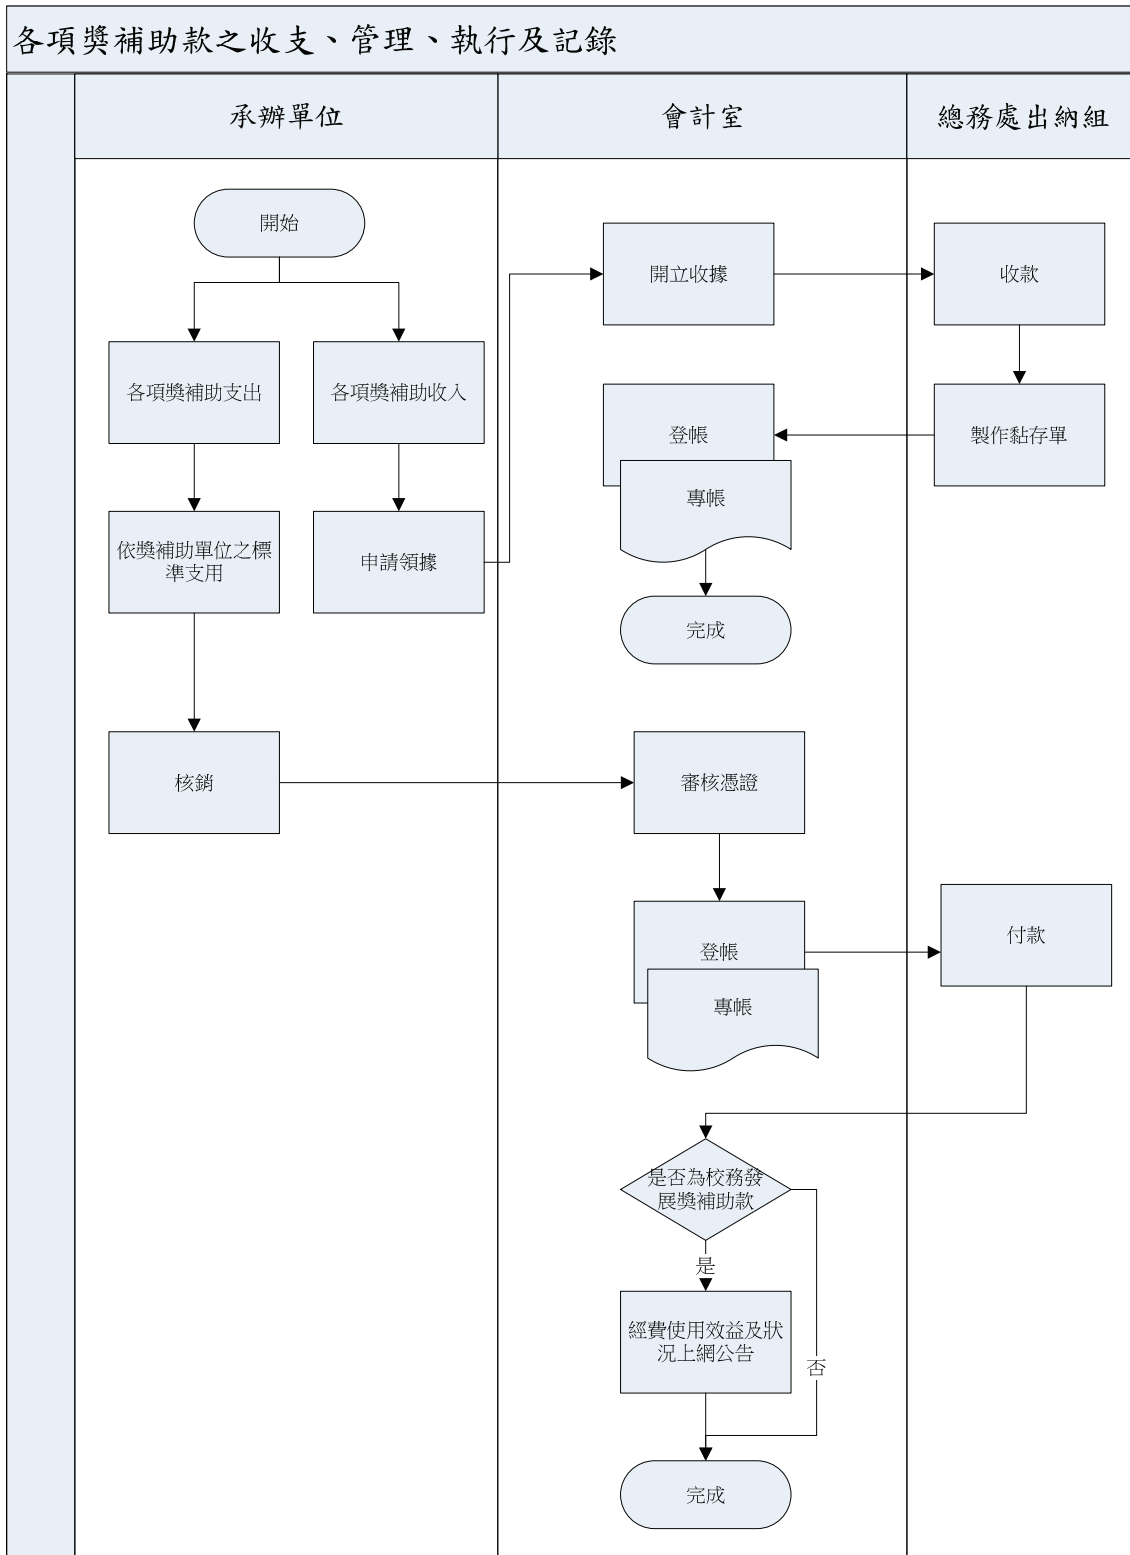 各項獎補助款之收支、管理、執行及記錄
承辦單位
會計室
總務處出納組
開始
開立收據
收款
各項獎補助支出
各項獎補助收入
登帳
製作黏存單
專帳
依獎補助單位之標
準支用
申請領據
完成
核銷
審核憑證
登帳
付款
專帳
是否為校務發
展獎補助款
是
經費使用效益及狀
況上網公告
否
完成